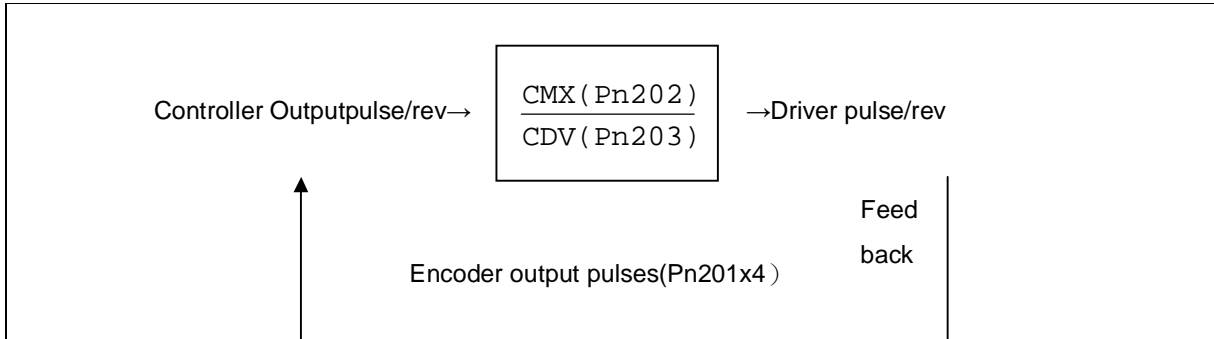 CMX(Pn202)
Controller Outputpulse/rev→ →Driver pulse/rev
CDV(Pn203)
Feed
back
Encoder output pulses(Pn201x4）